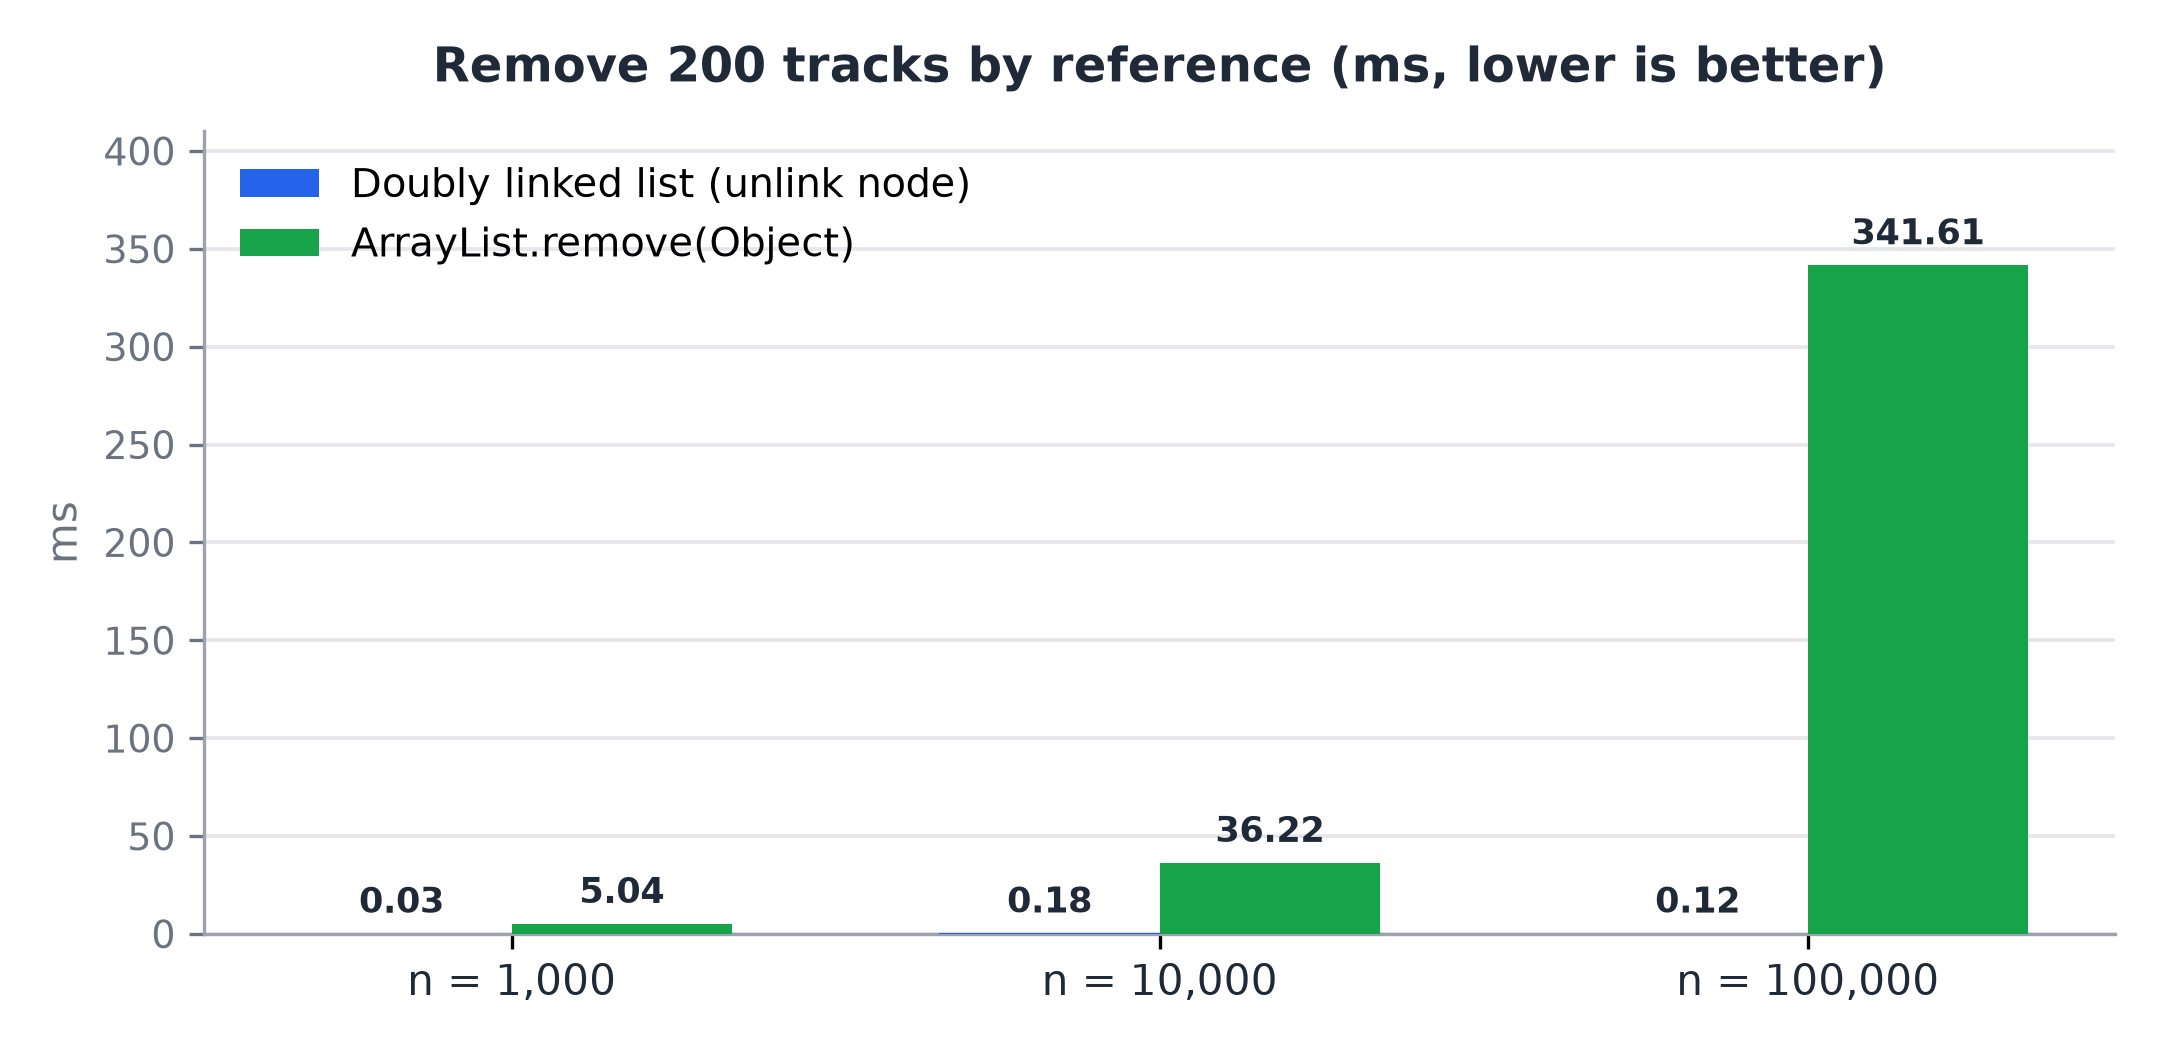 Remove 200 tracks by reference (ms, lower is better)
400
350
300
250
200
150
100
50
0
ms
Doubly linked list (unlink node)
ArrayList.remove(Object)
0.03
5.04
0.18
36.22
0.12
341.61
n = 1,000
n = 10,000
n = 100,000